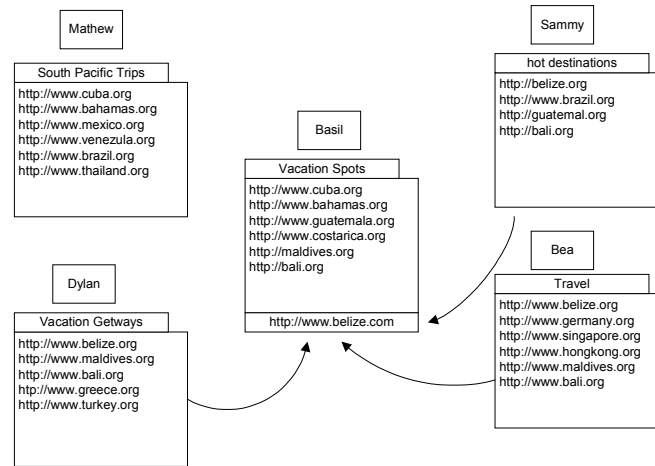 Mathew
South Pacific Trips
http://www.cuba.org
http://www.bahamas.org
http://www.mexico.org
http://www.venezula.org
http://www.brazil.org
http://www.thailand.org
Sammy
hot destinations
http://belize.org
http://www.brazil.org
http://guatemal.org
http://bali.org
Basil
Vacation Spots
http://www.cuba.org
http://www.bahamas.org
http://www.guatemala.org
http://www.costarica.org
http://maldives.org
http://bali.org
http://www.belize.com
Dylan
Vacation Getways
http://www.belize.org
http://www.maldives.org
http://www.bali.org
htp://www.greece.org
http://www.turkey.org
Bea
Travel
http://www.belize.org
http://www.germany.org
http://www.singapore.org
http://www.hongkong.org
http://www.maldives.org
http://www.bali.org